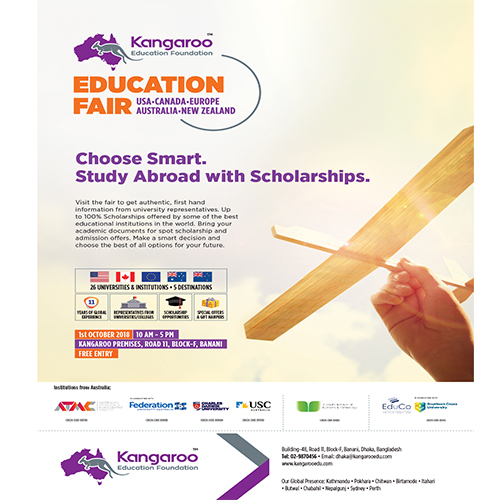 Kangaroo™
Education Foundation
EDUCATION
FAIR USA•CANADA•EUROPE
AUSTRALIA•NEW ZEALAND
Choose Smart.
Study Abroad with Scholarships.
Visit the fair to get authentic, first hand
information from university representatives. Up
to 100% Scholarships offered by some of the best
educational institutions in the world. Bring your
academic documents for spot scholarship and
admission offers. Make a smart decision and
choose the best of all options for your future.
26 UNIVERSITIES & INSTITUTIONS • 5 DESTINATIONS
11
YEARS OF GLOBAL
EXPERIENCE
REPRESENTATIVES FROM
UNIVERSITIES/COLLEGES
SCHOLARSHIP
OPPORTUNITIES
SPECIAL OFFERS
& GIFT HAMPERS
1st OCTOBER 2018 10 AM – 5 PM
KANGAROO PREMISES, ROAD 11, BLOCK-F, BANANI
FREE ENTRY
Institutions from Australia:
ATMC
Federation
CHARLES
DARWIN
UNIVERSITY
USC
EduCo
Southern Cross
University
Kangaroo™
Education Foundation
Building-48, Road 11, Block-F, Banani, Dhaka, Bangladesh
Tel: 02-9870456 • Email: dhaka@kangarooedu.com
www.kangarooedu.com
Our Global Presence: Kathmandu • Pokhara • Chitwan • Birtamode • Itahari
• Butwal • Chabahil • Nepalgunj • Sydney • Perth